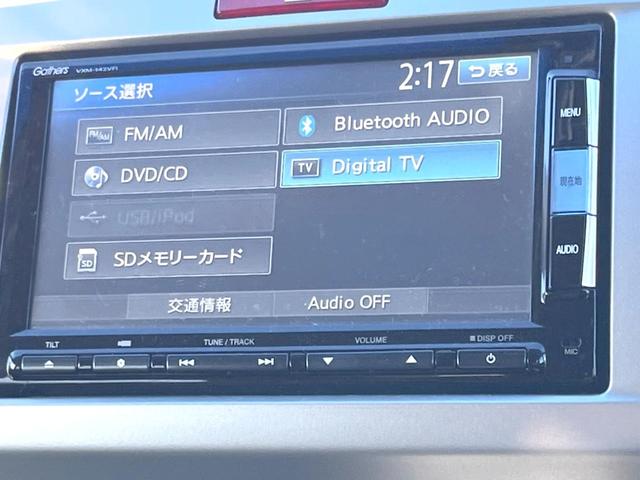 Gathers VXM-142VFi
ソース選択
2:17
戻る
FM/AM
Bluetooth AUDIO
DVD/CD
TV Digital TV
USB/iPod
SD SDメモリーカード
交通情報
Audio OFF
MENU
現在地
AUDIO
MIC
TILT
TUNE / TRACK
VOLUME
DISP OFF